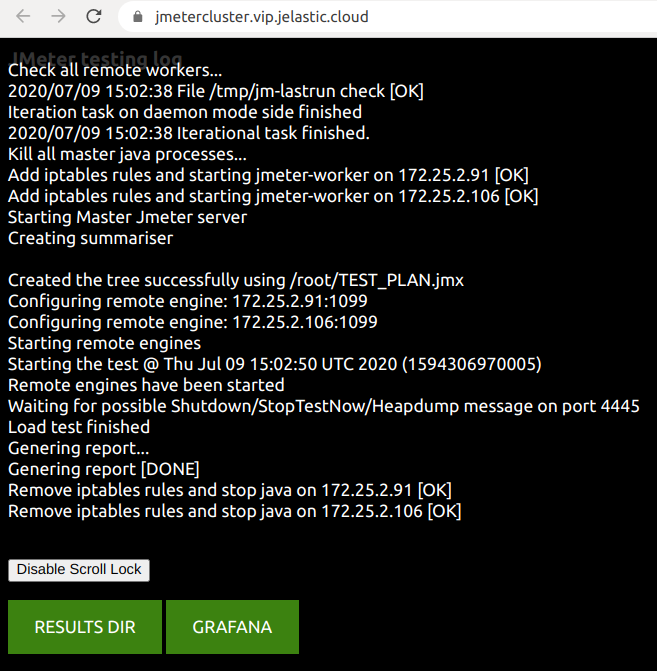 jmetercluster.vip.jelastic.cloud
JMeter testing log
Check all remote workers...
2020/07/09 15:02:38 File /tmp/jm-lastrun check [OK]
Iteration task on daemon mode side finished
2020/07/09 15:02:38 Iterational task finished.
Kill all master java processes...
Add iptables rules and starting jmeter-worker on 172.25.2.91 [OK]
Add iptables rules and starting jmeter-worker on 172.25.2.106 [OK]
Starting Master Jmeter server
Creating summariser
Created the tree successfully using /root/TEST_PLAN.jmx
Configuring remote engine: 172.25.2.91:1099
Configuring remote engine: 172.25.2.106:1099
Starting remote engines
Starting the test @ Thu Jul 09 15:02:50 UTC 2020 (1594306970005)
Remote engines have been started
Waiting for possible Shutdown/StopTestNow/Heapdump message on port 4445
Load test finished
Genering report...
Genering report [DONE]
Remove iptables rules and stop java on 172.25.2.91 [OK]
Remove iptables rules and stop java on 172.25.2.106 [OK]
Disable Scroll Lock
RESULTS DIR GRAFANA